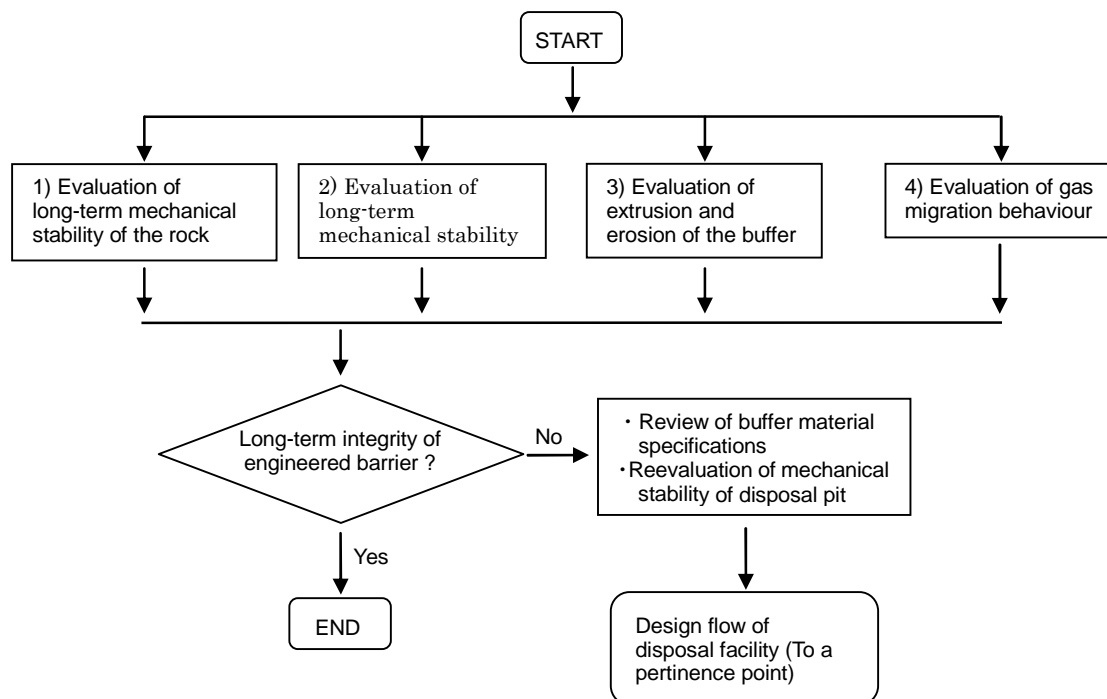 START
1) Evaluation of
long-term mechanical
stability of the rock
2) Evaluation of
long-term
mechanical stability
3) Evaluation of
extrusion and
erosion of the buffer
4) Evaluation of gas
migration behaviour
Long-term integrity of
engineered barrier ?
No
・Review of buffer material
specifications
・Reevaluation of mechanical
stability of disposal pit
Yes
END
Design flow of
disposal facility (To a
pertinence point)